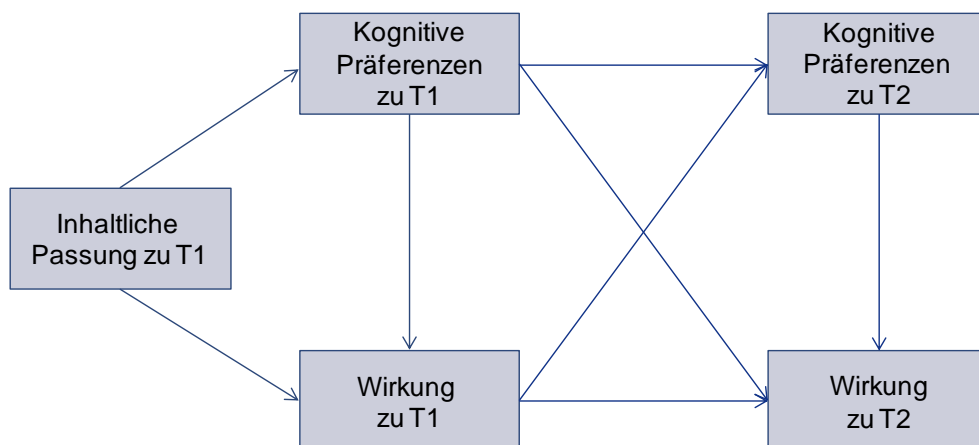 Kognitive
Präferenzen
zu T1
Kognitive
Präferenzen
zu T2
Inhaltliche
Passung zu T1
Wirkung
zu T1
Wirkung
zu T2